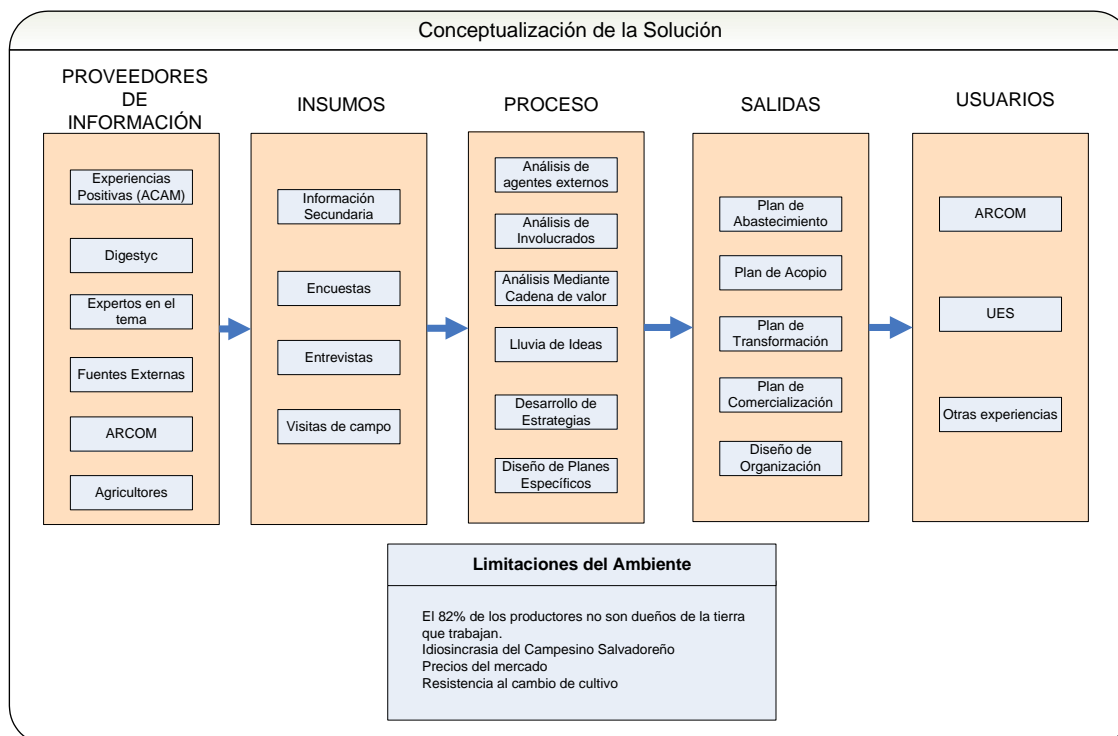 Conceptualización de la Solución
PROVEEDORES
DE
INFORMACIÓN
Experiencias
Positivas (ACAM)
Digestyc
Expertos en el
tema
Fuentes Externas
ARCOM
Agricultores
INSUMOS
Información
Secundaria
Encuestas
Entrevistas
Visitas de campo
PROCESO
Análisis de
agentes externos
Análisis de
Involucrados
Análisis Mediante
Cadena de valor
Lluvia de Ideas
Desarrollo de
Estrategias
Diseño de Planes
Específicos
SALIDAS
Plan de
Abastecimiento
Plan de Acopio
Plan de
Transformación
Plan de
Comercialización
Diseño de
Organización
USUARIOS
ARCOM
UES
Otras experiencias
Limitaciones del Ambiente
El 82% de los productores no son dueños de la tierra
que trabajan.
Idiosincrasia del Campesino Salvadoreño
Precios del mercado
Resistencia al cambio de cultivo